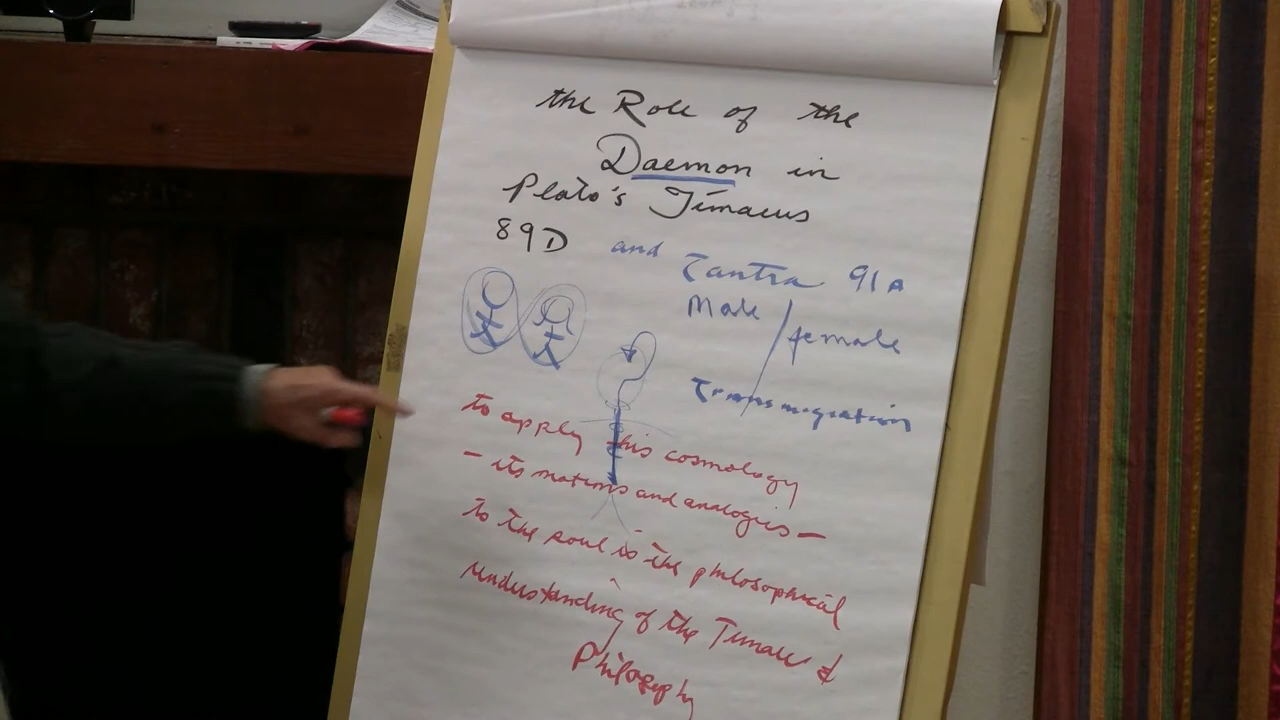 the Role of the
Daemon in
Plato's Timaeus
89D and Tantra 91A
Male / female
Transmigration
to apply this cosmology
- its motions and analogies -
to the soul is the philosophical
understanding of the Timaeus &
Philosophy